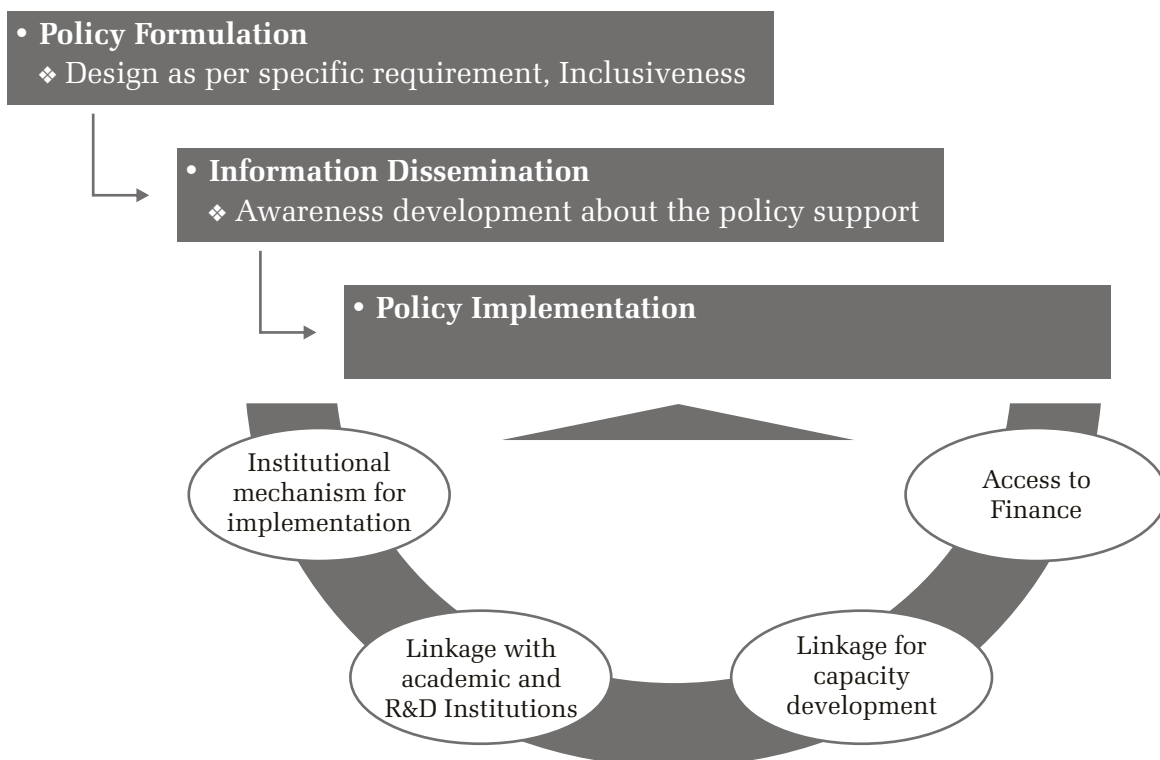 • Policy Formulation
❖ Design as per specific requirement, Inclusiveness
• Information Dissemination
❖ Awareness development about the policy support
• Policy Implementation
Institutional
mechanism for
implementation
Access to
Finance
Linkage with
academic and
R&D Institutions
Linkage for
capacity
development